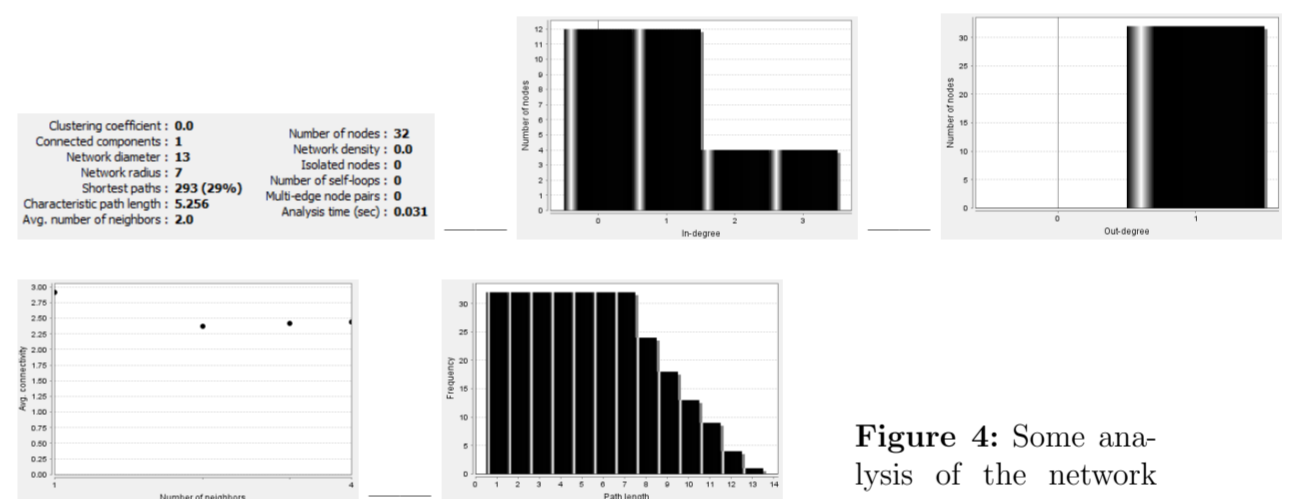 Clustering coefficient : 0.0
Connected components : 1
Network diameter : 13
Network radius : 7
Shortest paths : 293 (29%)
Characteristic path length : 5.256
Avg. number of neighbors : 2.0
Number of nodes : 32
Network density : 0.0
Isolated nodes : 0
Number of self-loops : 0
Multi-edge node pairs : 0
Analysis time (sec) : 0.031
Number of nodes
12
11
10
9
8
7
6
5
4
3
2
1
0
0 1 2 3
In-degree
Number of nodes
30
25
20
15
10
5
0
0 1
Out-degree
Avg. connectivity
3.00
2.75
2.50
2.25
2.00
1.75
1.50
1.25
1.00
0.75
0.50
0.25
0.00
1 4
Number of neighbors
Frequency
30
25
20
15
10
5
0
0 1 2 3 4 5 6 7 8 9 10 11 12 13 14
Path length
Figure 4: Some ana-
lysis of the network